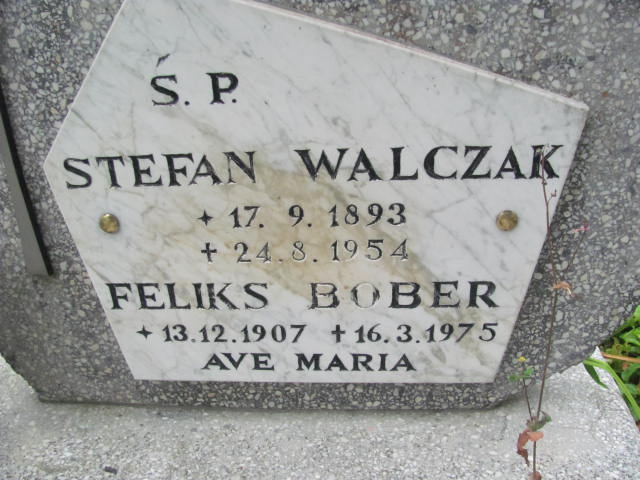 Ś. P.
STEFAN WALCZAK
✦ 17. 9. 1893
✝ 24. 8. 1954
FELIKS BOBER
✦ 13.12.1907 ✝ 16.3.1975
AVE MARIA